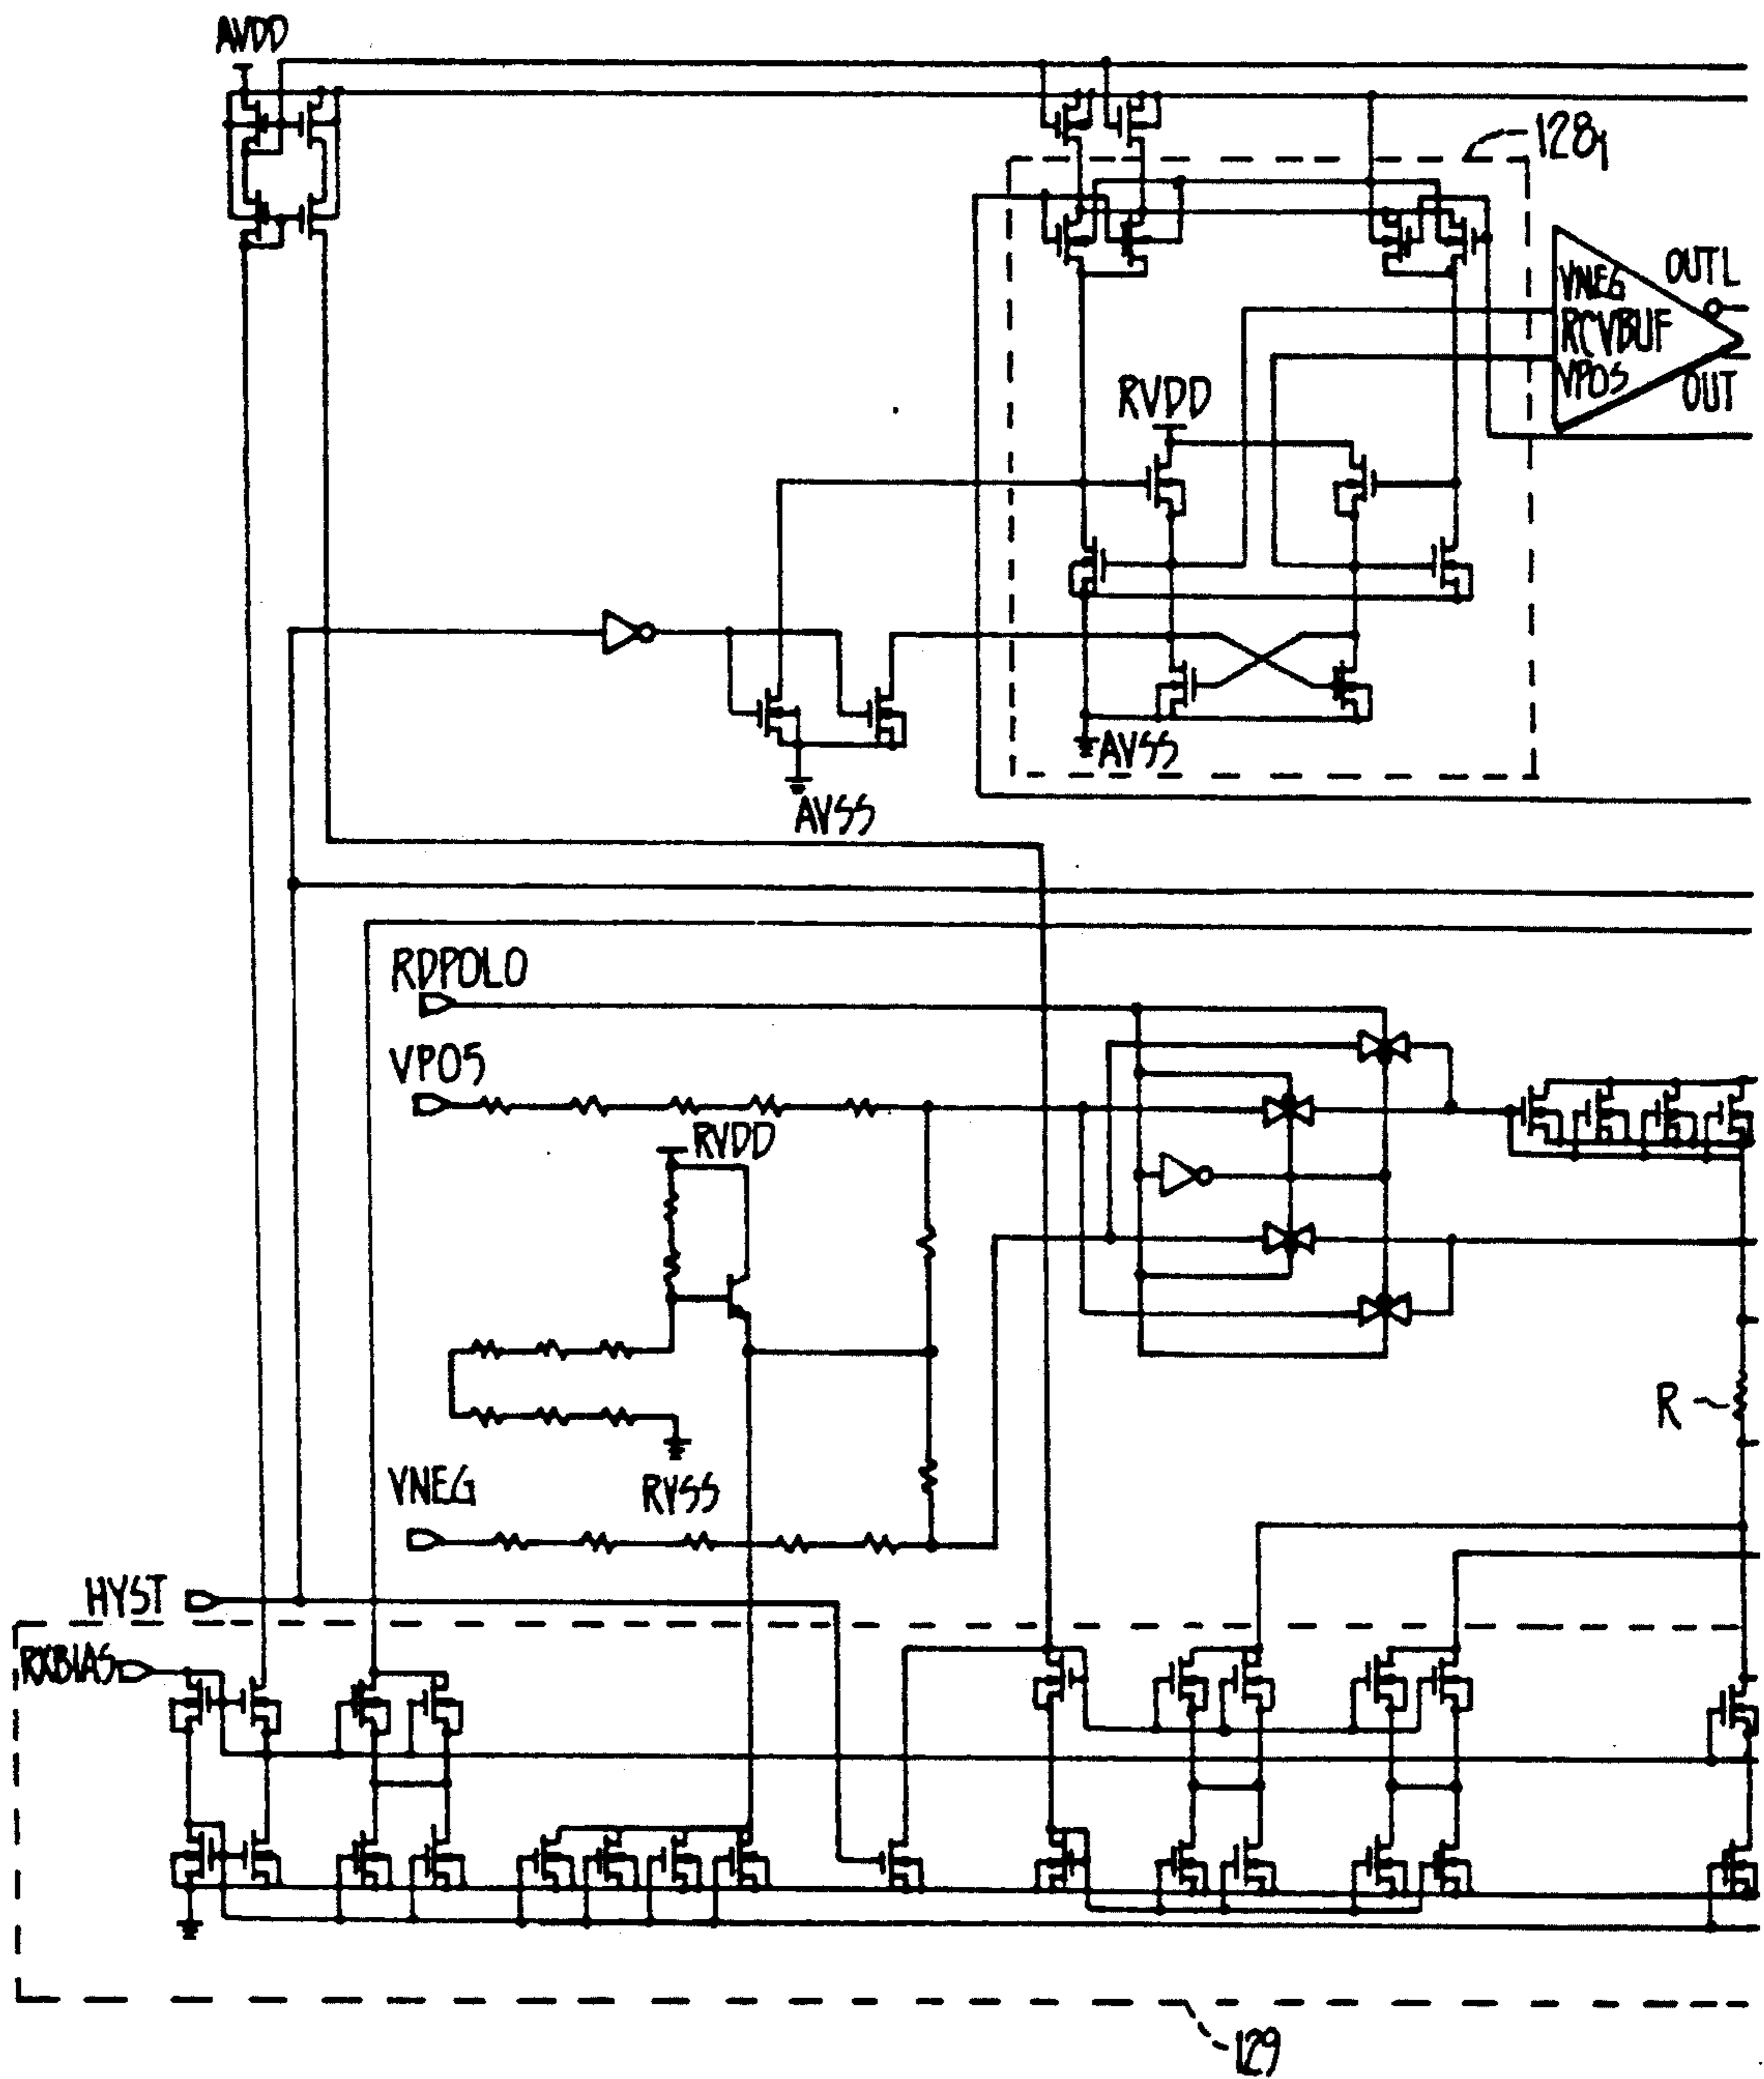 AVDD
128₁
VNEG
OUTL
RCVBUF
VPOS
OUT
RVDD
AVSS
AVSS
RDPOLO
VPOS
RVDD
R
VNEG
RVSS
HYST
RXBIAS
129